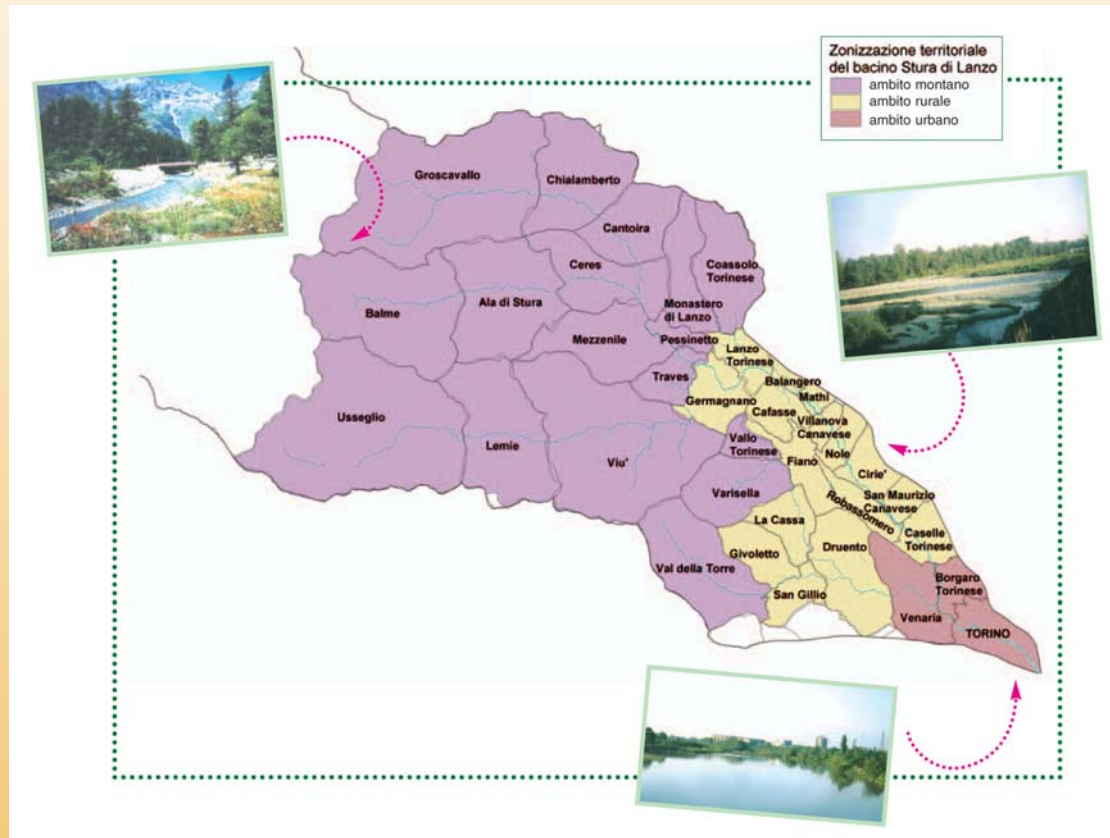 Zonizzazione territoriale
del bacino Stura di Lanzo
ambito montano
ambito rurale
ambito urbano
Groscavallo
Chialamberto
Cantoira
Ceres
Coassolo
Torinese
Balme
Ala di Stura
Monastero
di Lanzo
Mezzenile
Pessinetto
Lanzo
Torinese
Traves
Balangero
Mathi
Germagnano
Cafasse
Usseglio
Villanova
Canavese
Lemie
Viu'
Vallo
Torinese
Fiano
Nole
Cirie'
Varisella
San Maurizio
Canavese
Robassomero
La Cassa
Caselle
Torinese
Druento
Givoletto
Val della Torre
San Gillio
Borgaro
Torinese
Venaria
TORINO